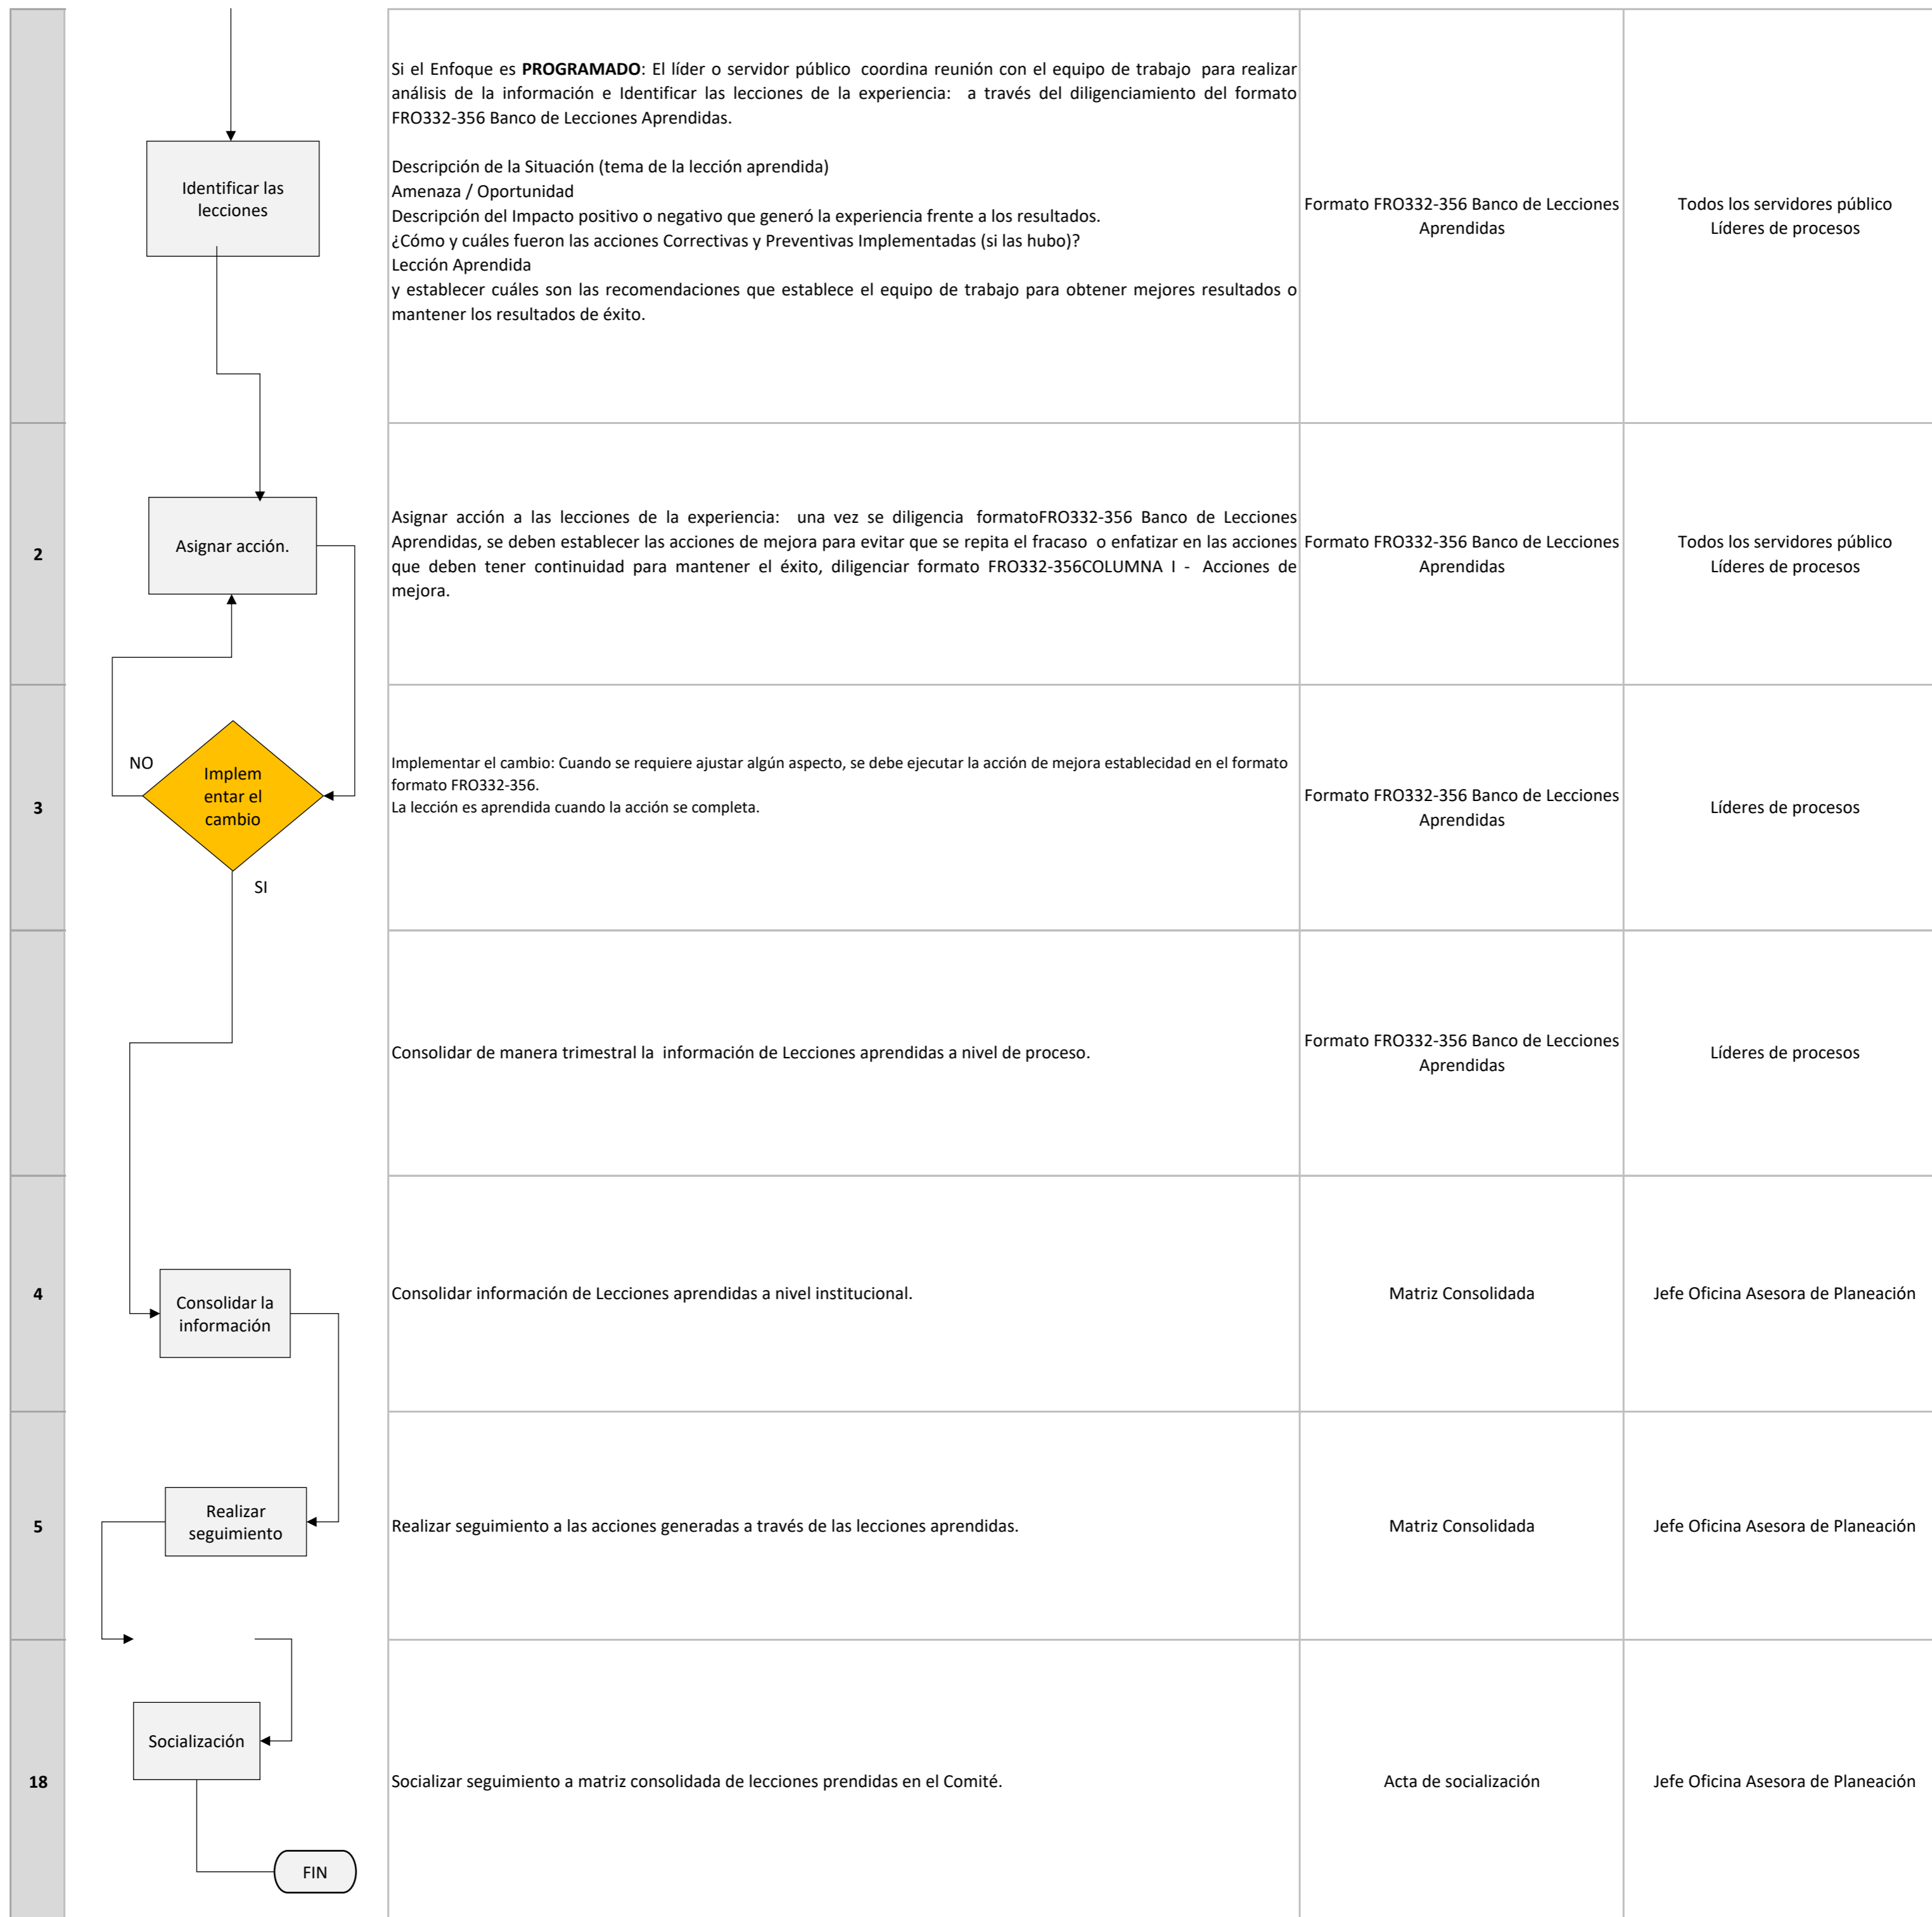 Identificar las
lecciones
Si el Enfoque es PROGRAMADO: El líder o servidor público coordina reunión con el equipo de trabajo para realizar
análisis de la información e Identificar las lecciones de la experiencia: a través del diligenciamiento del formato
FRO332-356 Banco de Lecciones Aprendidas.
Descripción de la Situación (tema de la lección aprendida)
Amenaza / Oportunidad
Descripción del Impacto positivo o negativo que generó la experiencia frente a los resultados.
¿Cómo y cuáles fueron las acciones Correctivas y Preventivas Implementadas (si las hubo)?
Lección Aprendida
y establecer cuáles son las recomendaciones que establece el equipo de trabajo para obtener mejores resultados o
mantener los resultados de éxito.
Formato FRO332-356 Banco de Lecciones
Aprendidas
Todos los servidores público
Líderes de procesos
2
Asignar acción.
Asignar acción a las lecciones de la experiencia: una vez se diligencia formatoFRO332-356 Banco de Lecciones
Aprendidas, se deben establecer las acciones de mejora para evitar que se repita el fracaso o enfatizar en las acciones
que deben tener continuidad para mantener el éxito, diligenciar formato FRO332-356COLUMNA I - Acciones de
mejora.
Formato FRO332-356 Banco de Lecciones
Aprendidas
Todos los servidores público
Líderes de procesos
3
NO
Implem
entar el
cambio
SI
Implementar el cambio: Cuando se requiere ajustar algún aspecto, se debe ejecutar la acción de mejora establecidad en el formato
formato FRO332-356.
La lección es aprendida cuando la acción se completa.
Formato FRO332-356 Banco de Lecciones
Aprendidas
Líderes de procesos
Consolidar de manera trimestral la información de Lecciones aprendidas a nivel de proceso.
Formato FRO332-356 Banco de Lecciones
Aprendidas
Líderes de procesos
4
Consolidar la
información
Consolidar información de Lecciones aprendidas a nivel institucional.
Matriz Consolidada
Jefe Oficina Asesora de Planeación
5
Realizar
seguimiento
Realizar seguimiento a las acciones generadas a través de las lecciones aprendidas.
Matriz Consolidada
Jefe Oficina Asesora de Planeación
18
Socialización
Socializar seguimiento a matriz consolidada de lecciones prendidas en el Comité.
Acta de socialización
Jefe Oficina Asesora de Planeación
FIN